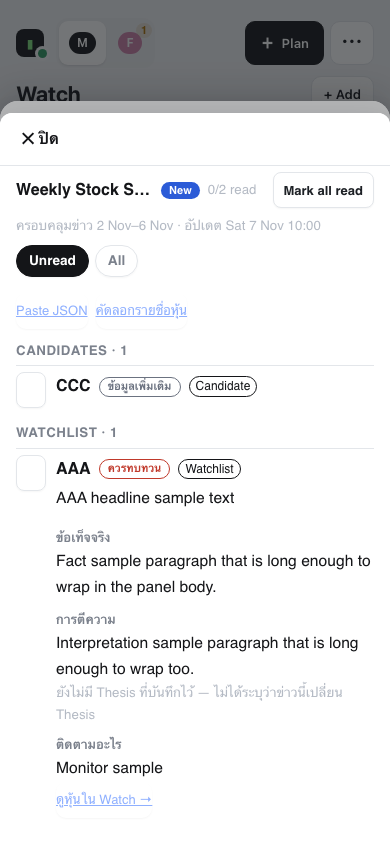 M
F
1
+ Plan
...
Watch
+ Add
✕ ปิด
Weekly Stock S...
New
0/2 read
Mark all read
ครอบคลุมข่าว 2 Nov–6 Nov · อัปเดต Sat 7 Nov 10:00
Unread
All
Paste JSON
คัดลอกรายชื่อหุ้น
CANDIDATES · 1
CCC
ข้อมูลเพิ่มเติม
Candidate
WATCHLIST · 1
AAA
ควรทบทวน
Watchlist
AAA headline sample text
ข้อเท็จจริง
Fact sample paragraph that is long enough to
wrap in the panel body.
การตีความ
Interpretation sample paragraph that is long
enough to wrap too.
ยังไม่มี Thesis ที่บันทึกไว้ — ไม่ได้ระบุว่าข่าวนี้เปลี่ยน
Thesis
ติดตามอะไร
Monitor sample
ดูหุ้นใน Watch →